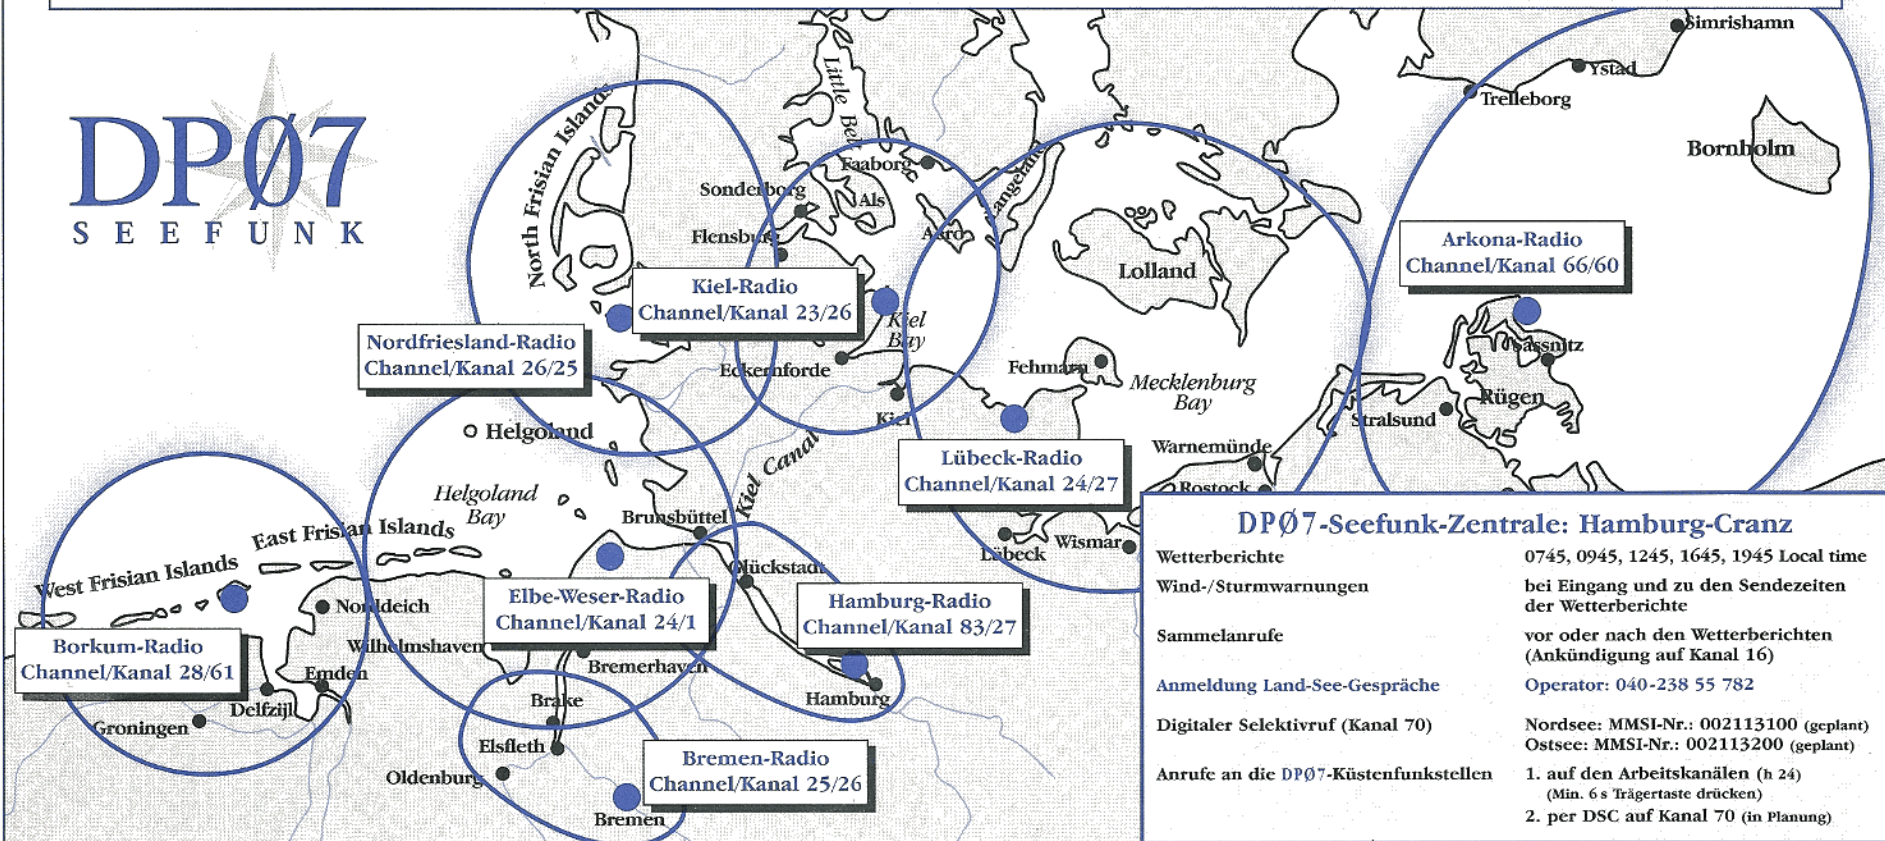 DPØ7
SEEFUNK
Simrishamn
Ystad
Trelleborg
Bornholm
Little Belt
North Frisian Islands
Faaborg
Langeland
Sonderborg
Als
Aero
Flensburg
Lolland
Arkona-Radio
Channel/Kanal 66/60
Kiel-Radio
Channel/Kanal 23/26
Kiel
Bay
Nordfriesland-Radio
Channel/Kanal 26/25
Eckernforde
Fehmarn
Mecklenburg
Bay
Sassnitz
Rügen
Stralsund
Kiel
Helgoland
Kiel Canal
Warnemünde
Rostock
Lübeck-Radio
Channel/Kanal 24/27
Helgoland
Bay
Brunsbüttel
Lübeck
Wismar
East Frisian Islands
West Frisian Islands
Glückstadt
Norddeich
Elbe-Weser-Radio
Channel/Kanal 24/1
Hamburg-Radio
Channel/Kanal 83/27
Borkum-Radio
Channel/Kanal 28/61
Wilhelmshaven
Bremerhaven
Emden
Delfzijl
Groningen
Hamburg
Brake
Elsfleth
Oldenburg
Bremen-Radio
Channel/Kanal 25/26
Bremen
DPØ7-Seefunk-Zentrale: Hamburg-Cranz
Wetterberichte 0745, 0945, 1245, 1645, 1945 Local time
Wind-/Sturmwarnungen bei Eingang und zu den Sendezeiten
der Wetterberichte
Sammelanrufe vor oder nach den Wetterberichten
(Ankündigung auf Kanal 16)
Anmeldung Land-See-Gespräche Operator: 040-238 55 782
Digitaler Selektivruf (Kanal 70) Nordsee: MMSI-Nr.: 002113100 (geplant)
Ostsee: MMSI-Nr.: 002113200 (geplant)
Anrufe an die DPØ7-Küstenfunkstellen 1. auf den Arbeitskanälen (h 24)
(Min. 6 s Trägertaste drücken)
2. per DSC auf Kanal 70 (in Planung)